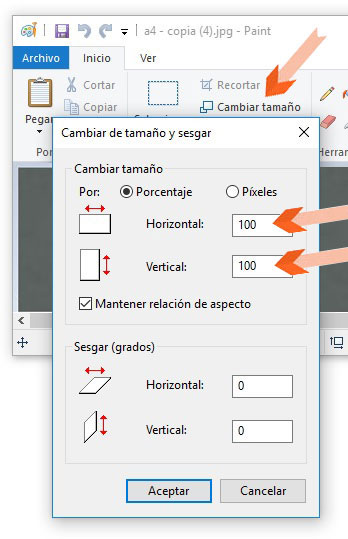 a4 - copia (4).jpg - Paint
Archivo Inicio Ver
Pegar Cortar Copiar Recortar Cambiar tamaño
Cambiar de tamaño y sesgar
Cambiar tamaño
Por: Porcentaje Píxeles
Horizontal: 100
Vertical: 100
Mantener relación de aspecto
Sesgar (grados)
Horizontal: 0
Vertical: 0
Aceptar Cancelar